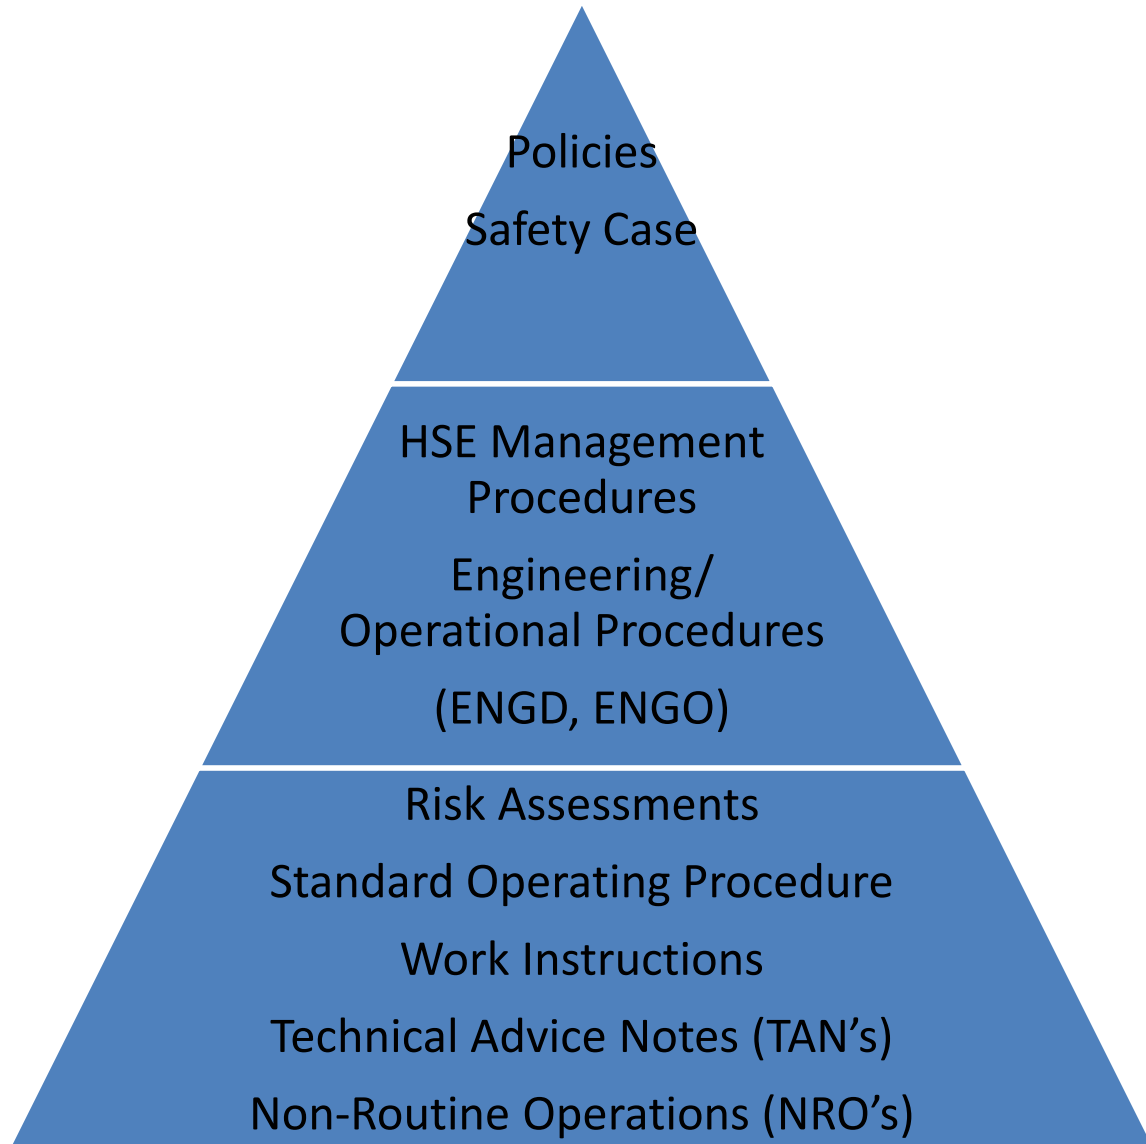 Policies
Safety Case
HSE Management
Procedures
Engineering/
Operational Procedures
(ENGD, ENGO)
Risk Assessments
Standard Operating Procedure
Work Instructions
Technical Advice Notes (TAN’s)
Non-Routine Operations (NRO’s)